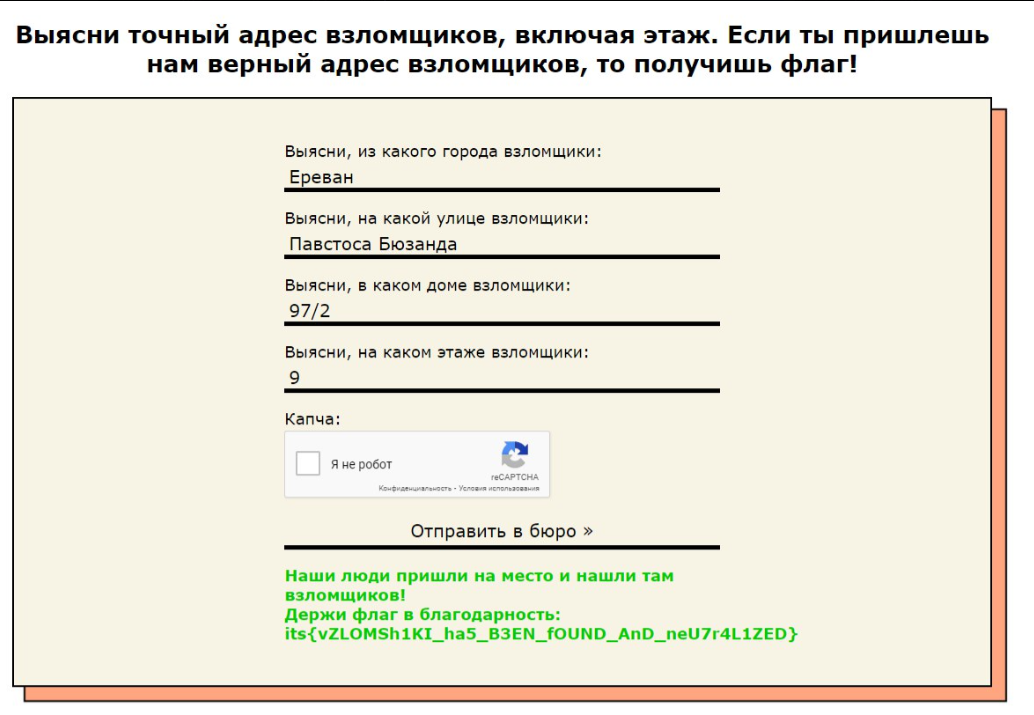 Выясни точный адрес взломщиков, включая этаж. Если ты пришлешь
нам верный адрес взломщиков, то получишь флаг!
Выясни, из какого города взломщики:
Ереван
Выясни, на какой улице взломщики:
Павстоса Бюзанда
Выясни, в каком доме взломщики:
97/2
Выясни, на каком этаже взломщики:
9
Капча:
Я не робот
reCAPTCHA
Конфиденциальность - Условия использования
Отправить в бюро »
Наши люди пришли на место и нашли там
взломщиков!
Держи флаг в благодарность:
its{vZLOMSh1KI_ha5_B3EN_fOUND_AnD_neU7r4L1ZED}